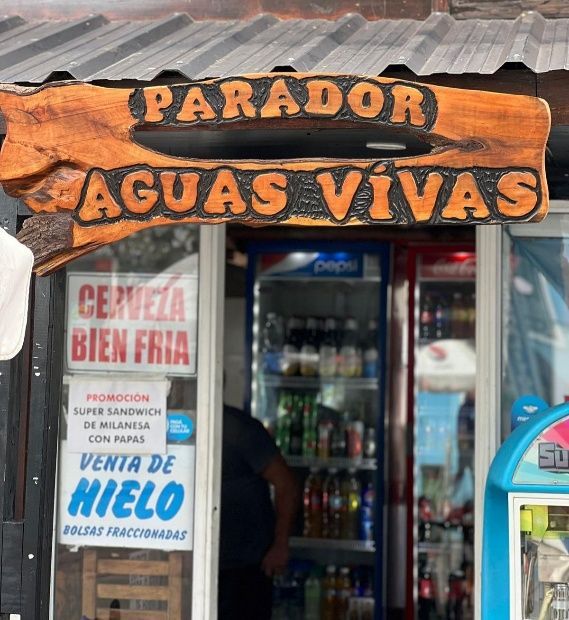 PARADOR
AGUAS VíVAS
pepsi
CERVEZA
BIEN FRIA
PROMOCIÓN
SUPER SANDWICH
DE MILANESA
CON PAPAS
VENTA DE
HIELO
BOLSAS FRACCIONADAS